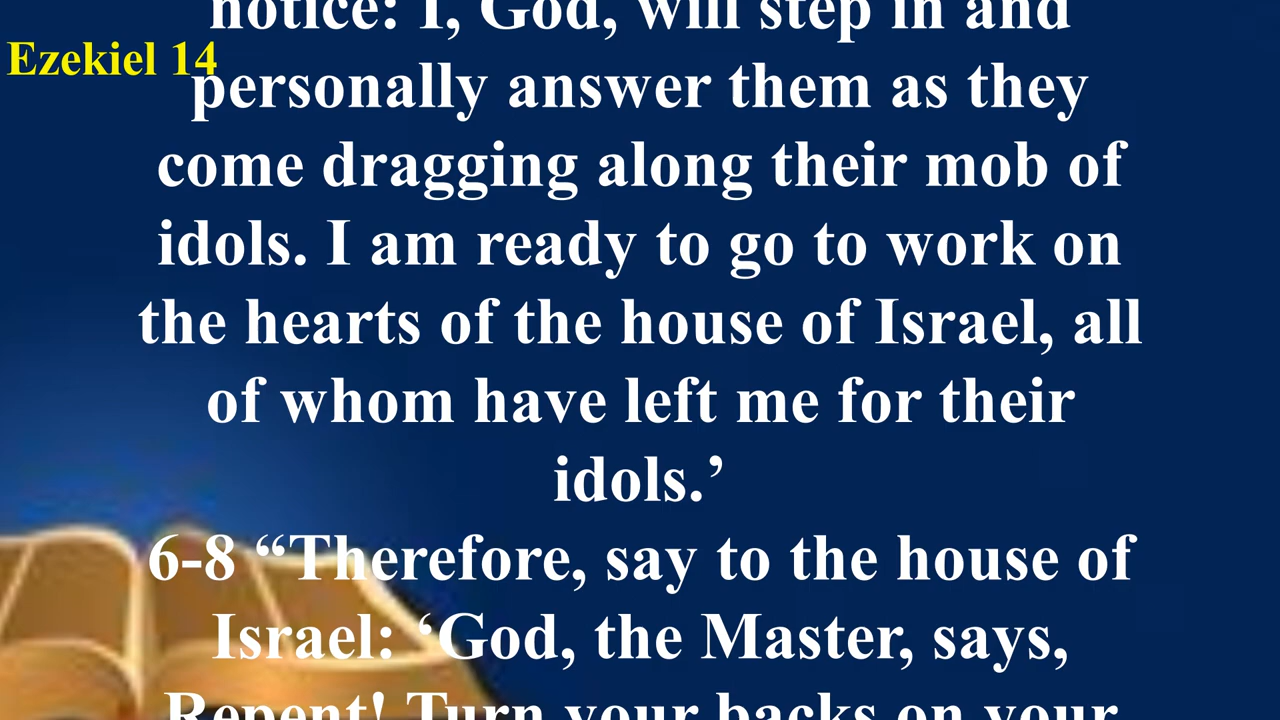 notice: I, God, will step in and
Ezekiel 14
personally answer them as they
come dragging along their mob of
idols. I am ready to go to work on
the hearts of the house of Israel, all
of whom have left me for their
idols.’
6-8 “Therefore, say to the house of
Israel: ‘God, the Master, says,
Repent! Turn your backs on your